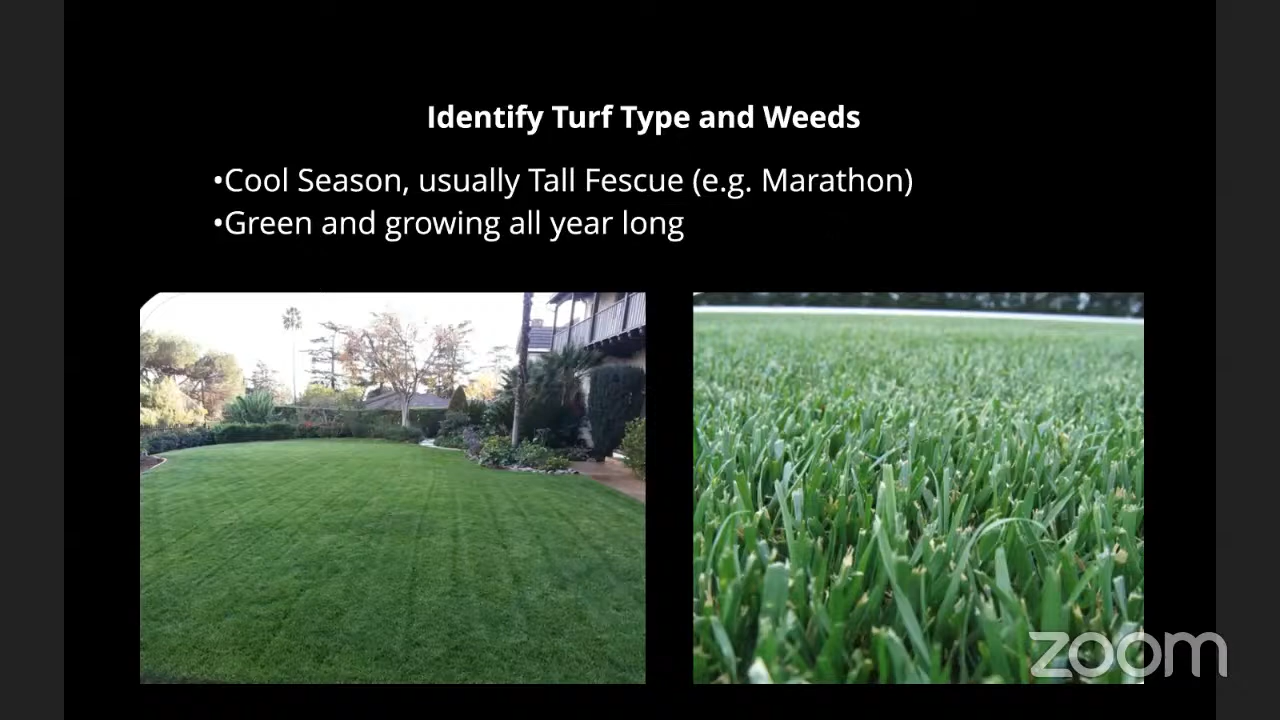 Identify Turf Type and Weeds
•Cool Season, usually Tall Fescue (e.g. Marathon)
•Green and growing all year long
zoom